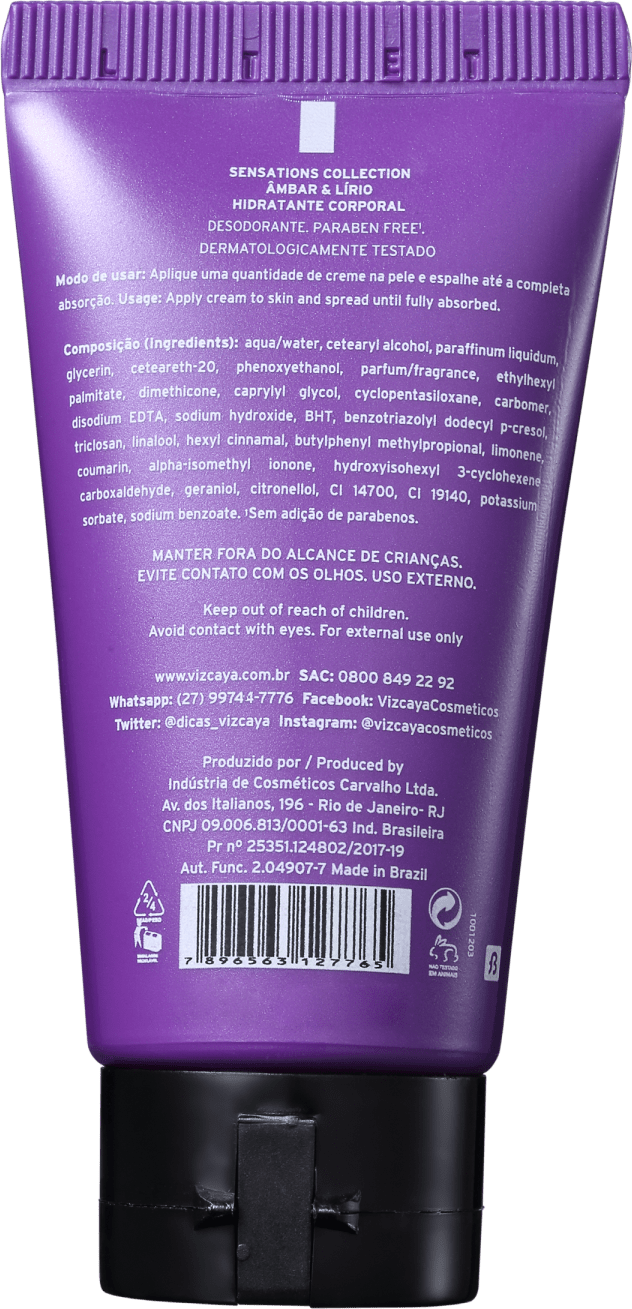 L T E T
SENSATIONS COLLECTION
ÂMBAR & LÍRIO
HIDRATANTE CORPORAL
DESODORANTE. PARABEN FREE¹.
DERMATOLOGICAMENTE TESTADO
Modo de usar: Aplique uma quantidade de creme na pele e espalhe até a completa
absorção. Usage: Apply cream to skin and spread until fully absorbed.
Composição (Ingredients): aqua/water, cetearyl alcohol, paraffinum liquidum,
glycerin, ceteareth-20, phenoxyethanol, parfum/fragrance, ethylhexyl
palmitate, dimethicone, caprylyl glycol, cyclopentasiloxane, carbomer,
disodium EDTA, sodium hydroxide, BHT, benzotriazolyl dodecyl p-cresol,
triclosan, linalool, hexyl cinnamal, butylphenyl methylpropional, limonene,
coumarin, alpha-isomethyl ionone, hydroxyisohexyl 3-cyclohexene
carboxaldehyde, geraniol, citronellol, CI 14700, CI 19140, potassium
sorbate, sodium benzoate. ¹Sem adição de parabenos.
MANTER FORA DO ALCANCE DE CRIANÇAS.
EVITE CONTATO COM OS OLHOS. USO EXTERNO.
Keep out of reach of children.
Avoid contact with eyes. For external use only
www.vizcaya.com.br SAC: 0800 849 22 92
Whatsapp: (27) 99744-7776 Facebook: VizcayaCosmeticos
Twitter: @dicas_vizcaya Instagram: @vizcayacosmeticos
Produzido por / Produced by
Indústria de Cosméticos Carvalho Ltda.
Av. dos Italianos, 196 - Rio de Janeiro- RJ
CNPJ 09.006.813/0001-63 Ind. Brasileira
Pr nº 25351.124802/2017-19
Aut. Func. 2.04907-7 Made in Brazil
2/4
7 896563 127765
T001203
NÃO TESTADO
EM ANIMAIS